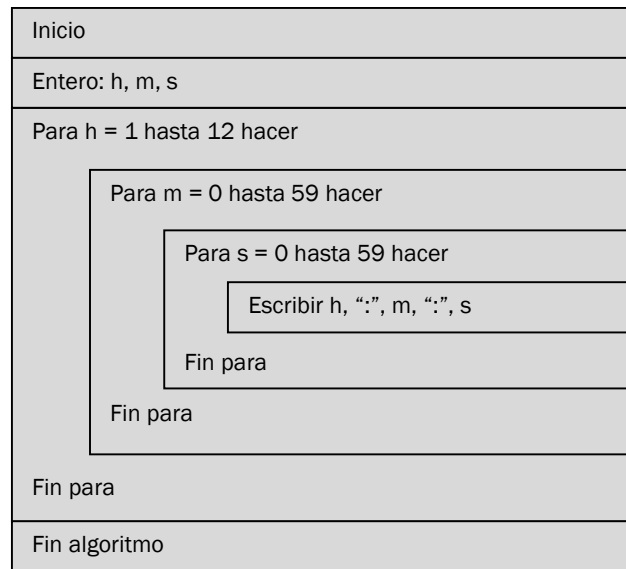 Inicio
Entero: h, m, s
Para h = 1 hasta 12 hacer
Para m = 0 hasta 59 hacer
Para s = 0 hasta 59 hacer
Escribir h, “:”, m, “:”, s
Fin para
Fin para
Fin para
Fin algoritmo